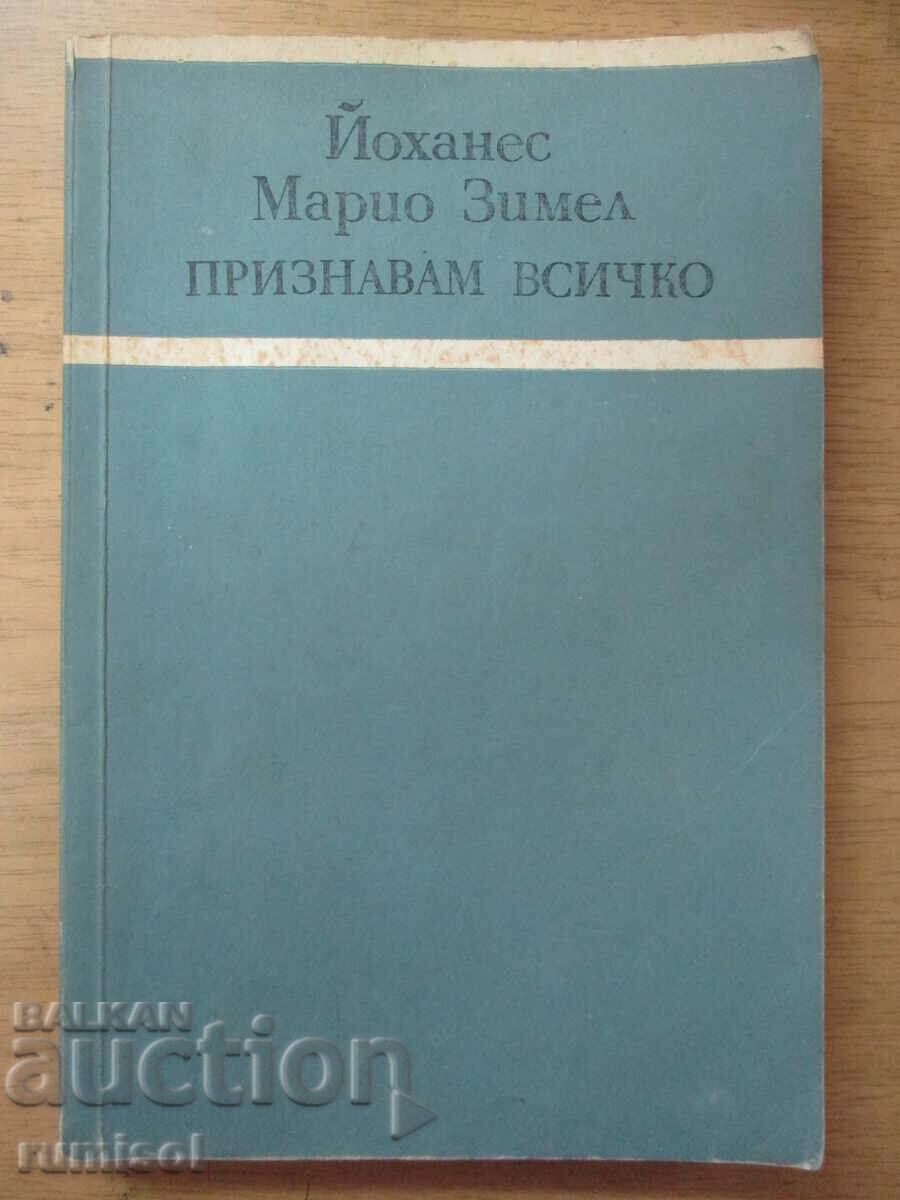 Йоханес
Марио Зимел
ПРИЗНАВАМ ВСИЧКО
BALKAN
auction
rumisol